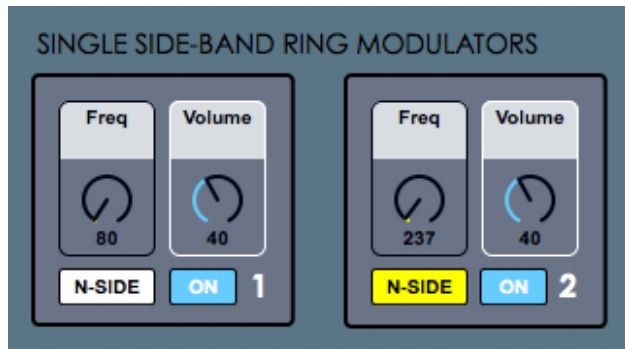 SINGLE SIDE-BAND RING MODULATORS
Freq Volume
80 40
N-SIDE ON 1
Freq Volume
237 40
N-SIDE ON 2